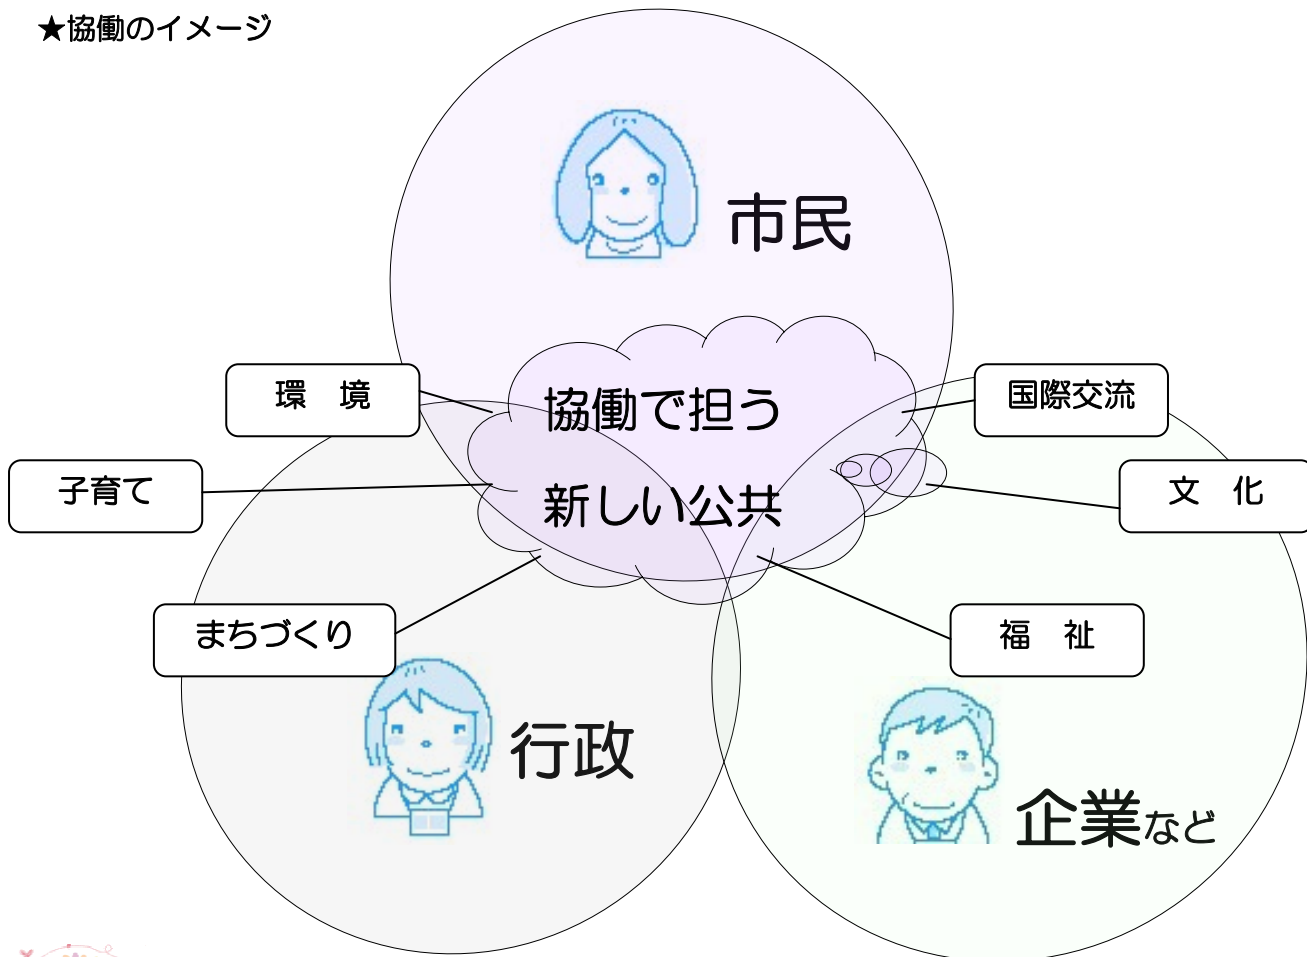 ★協働のイメージ
市民
環　境
協働で担う
国際交流
子育て
新しい公共
文　化
まちづくり
福　祉
行政
企業など